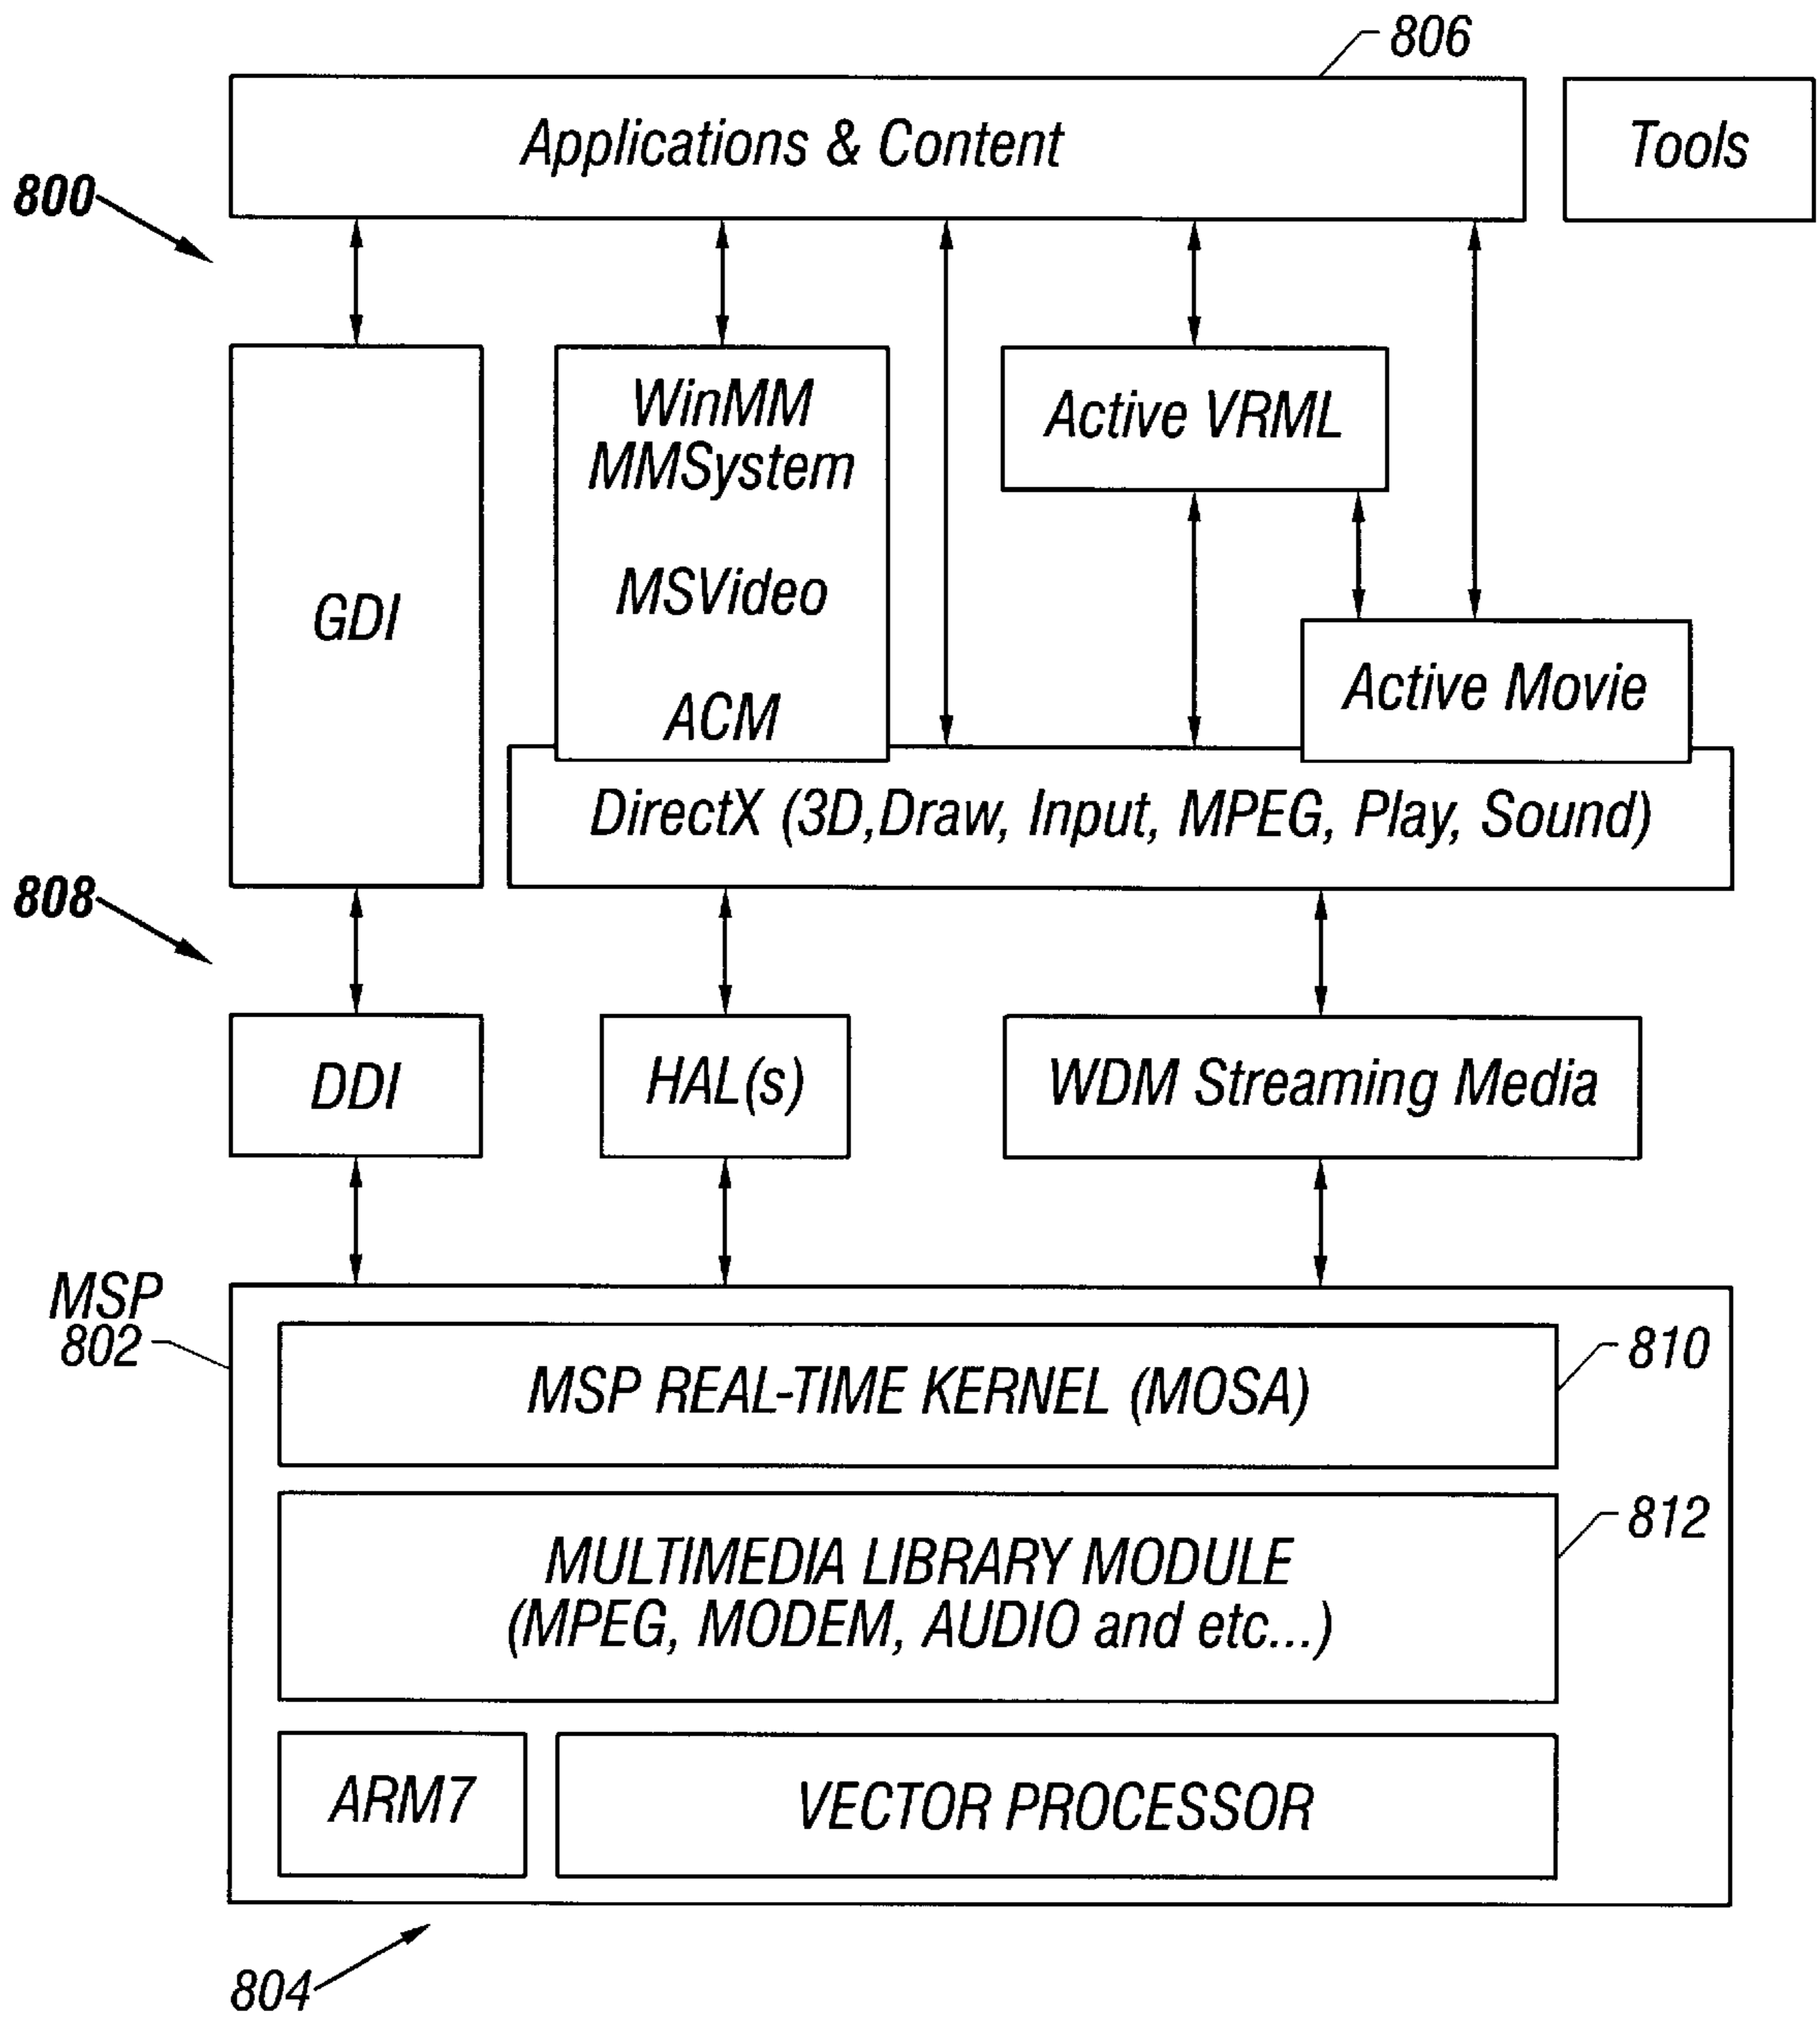 806
Applications & Content
Tools
800
WinMM
MMSystem
MSVideo
ACM
Active VRML
GDI
Active Movie
DirectX (3D,Draw, Input, MPEG, Play, Sound)
808
DDI
HAL(s)
WDM Streaming Media
MSP
802
MSP REAL-TIME KERNEL (MOSA)
810
MULTIMEDIA LIBRARY MODULE
(MPEG, MODEM, AUDIO and etc...)
812
ARM7
VECTOR PROCESSOR
804